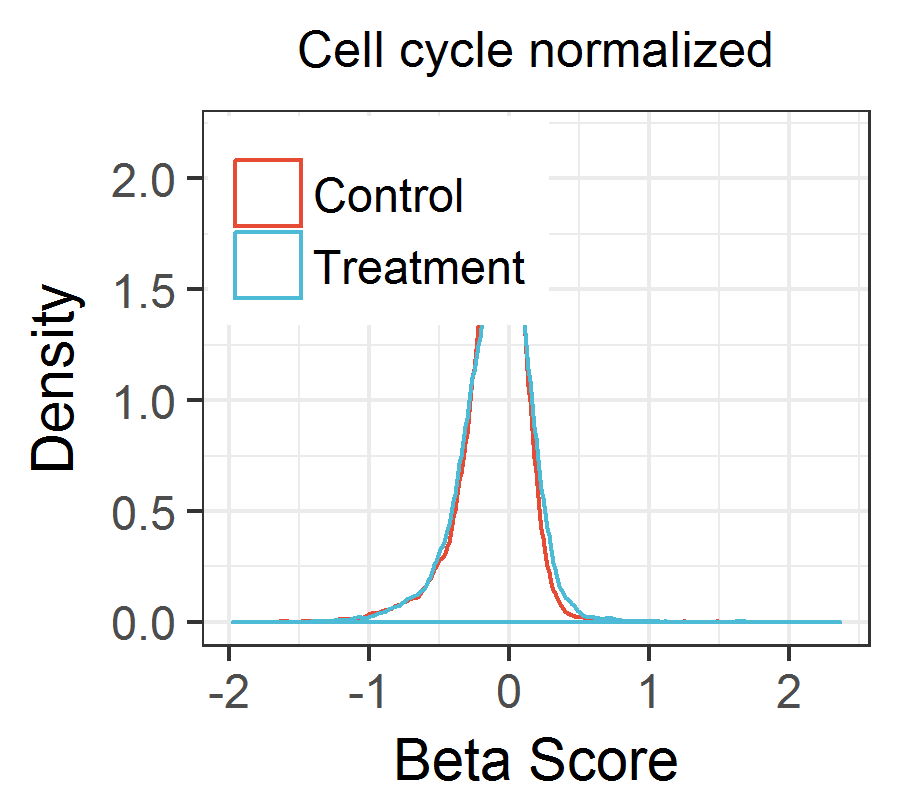 Cell cycle normalized
Control
Treatment
2.0
1.5
1.0
0.5
0.0
Density
-2
-1
0
1
2
Beta Score